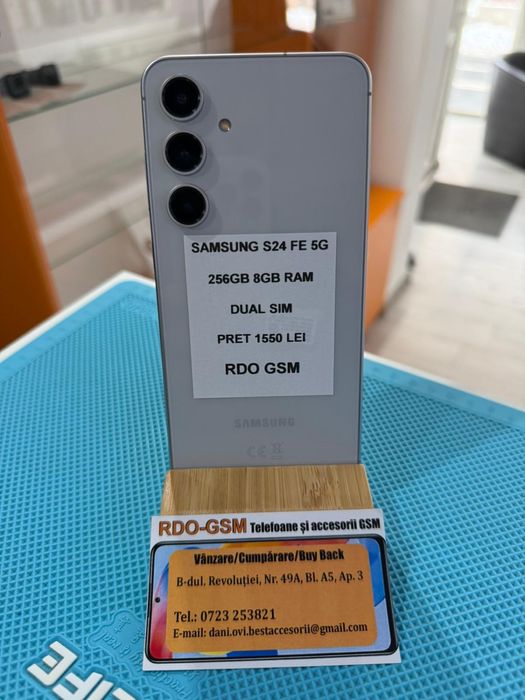 SAMSUNG S24 FE 5G
256GB 8GB RAM
DUAL SIM
PRET 1550 LEI
RDO GSM
SAMSUNG
CE
RDO-GSM Telefoane și accesorii GSM
Vânzare/Cumpărare/Buy Back
B-dul. Revoluției, Nr. 49A, Bl. A5, Ap. 3
Tel.: 0723 253821
E-mail: dani.ovi.bestaccesorii@gmail.com
LIFE